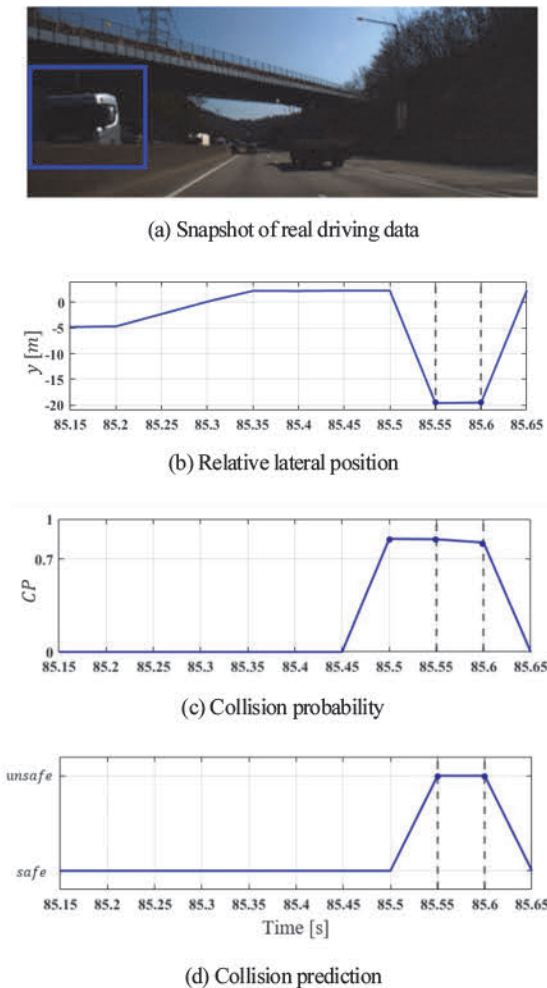 (a) Snapshot of real driving data
0
-5
-10
-15
-20
y [m]
85.15 85.2 85.25 85.3 85.35 85.4 85.45 85.5 85.55 85.6 85.65
(b) Relative lateral position
1
0.7
0
CP
85.15 85.2 85.25 85.3 85.35 85.4 85.45 85.5 85.55 85.6 85.65
(c) Collision probability
unsafe
safe
85.15 85.2 85.25 85.3 85.35 85.4 85.45 85.5 85.55 85.6 85.65
Time [s]
(d) Collision prediction